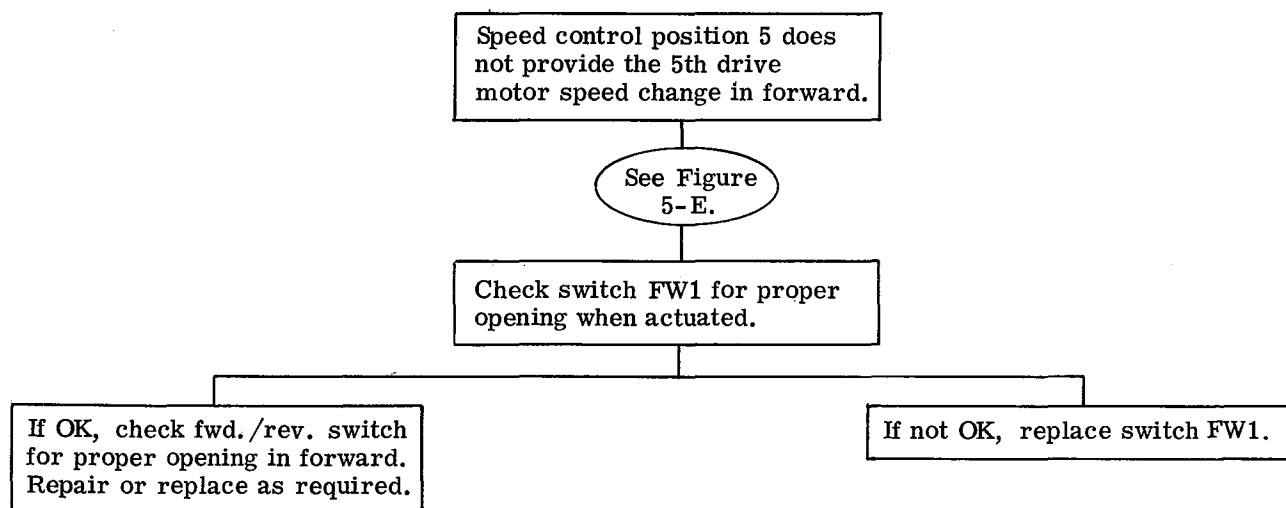 Speed control position 5 does
not provide the 5th drive
motor speed change in forward.
See Figure
5-E.
Check switch FW1 for proper
opening when actuated.
If OK, check fwd./rev. switch
for proper opening in forward.
Repair or replace as required.
If not OK, replace switch FW1.